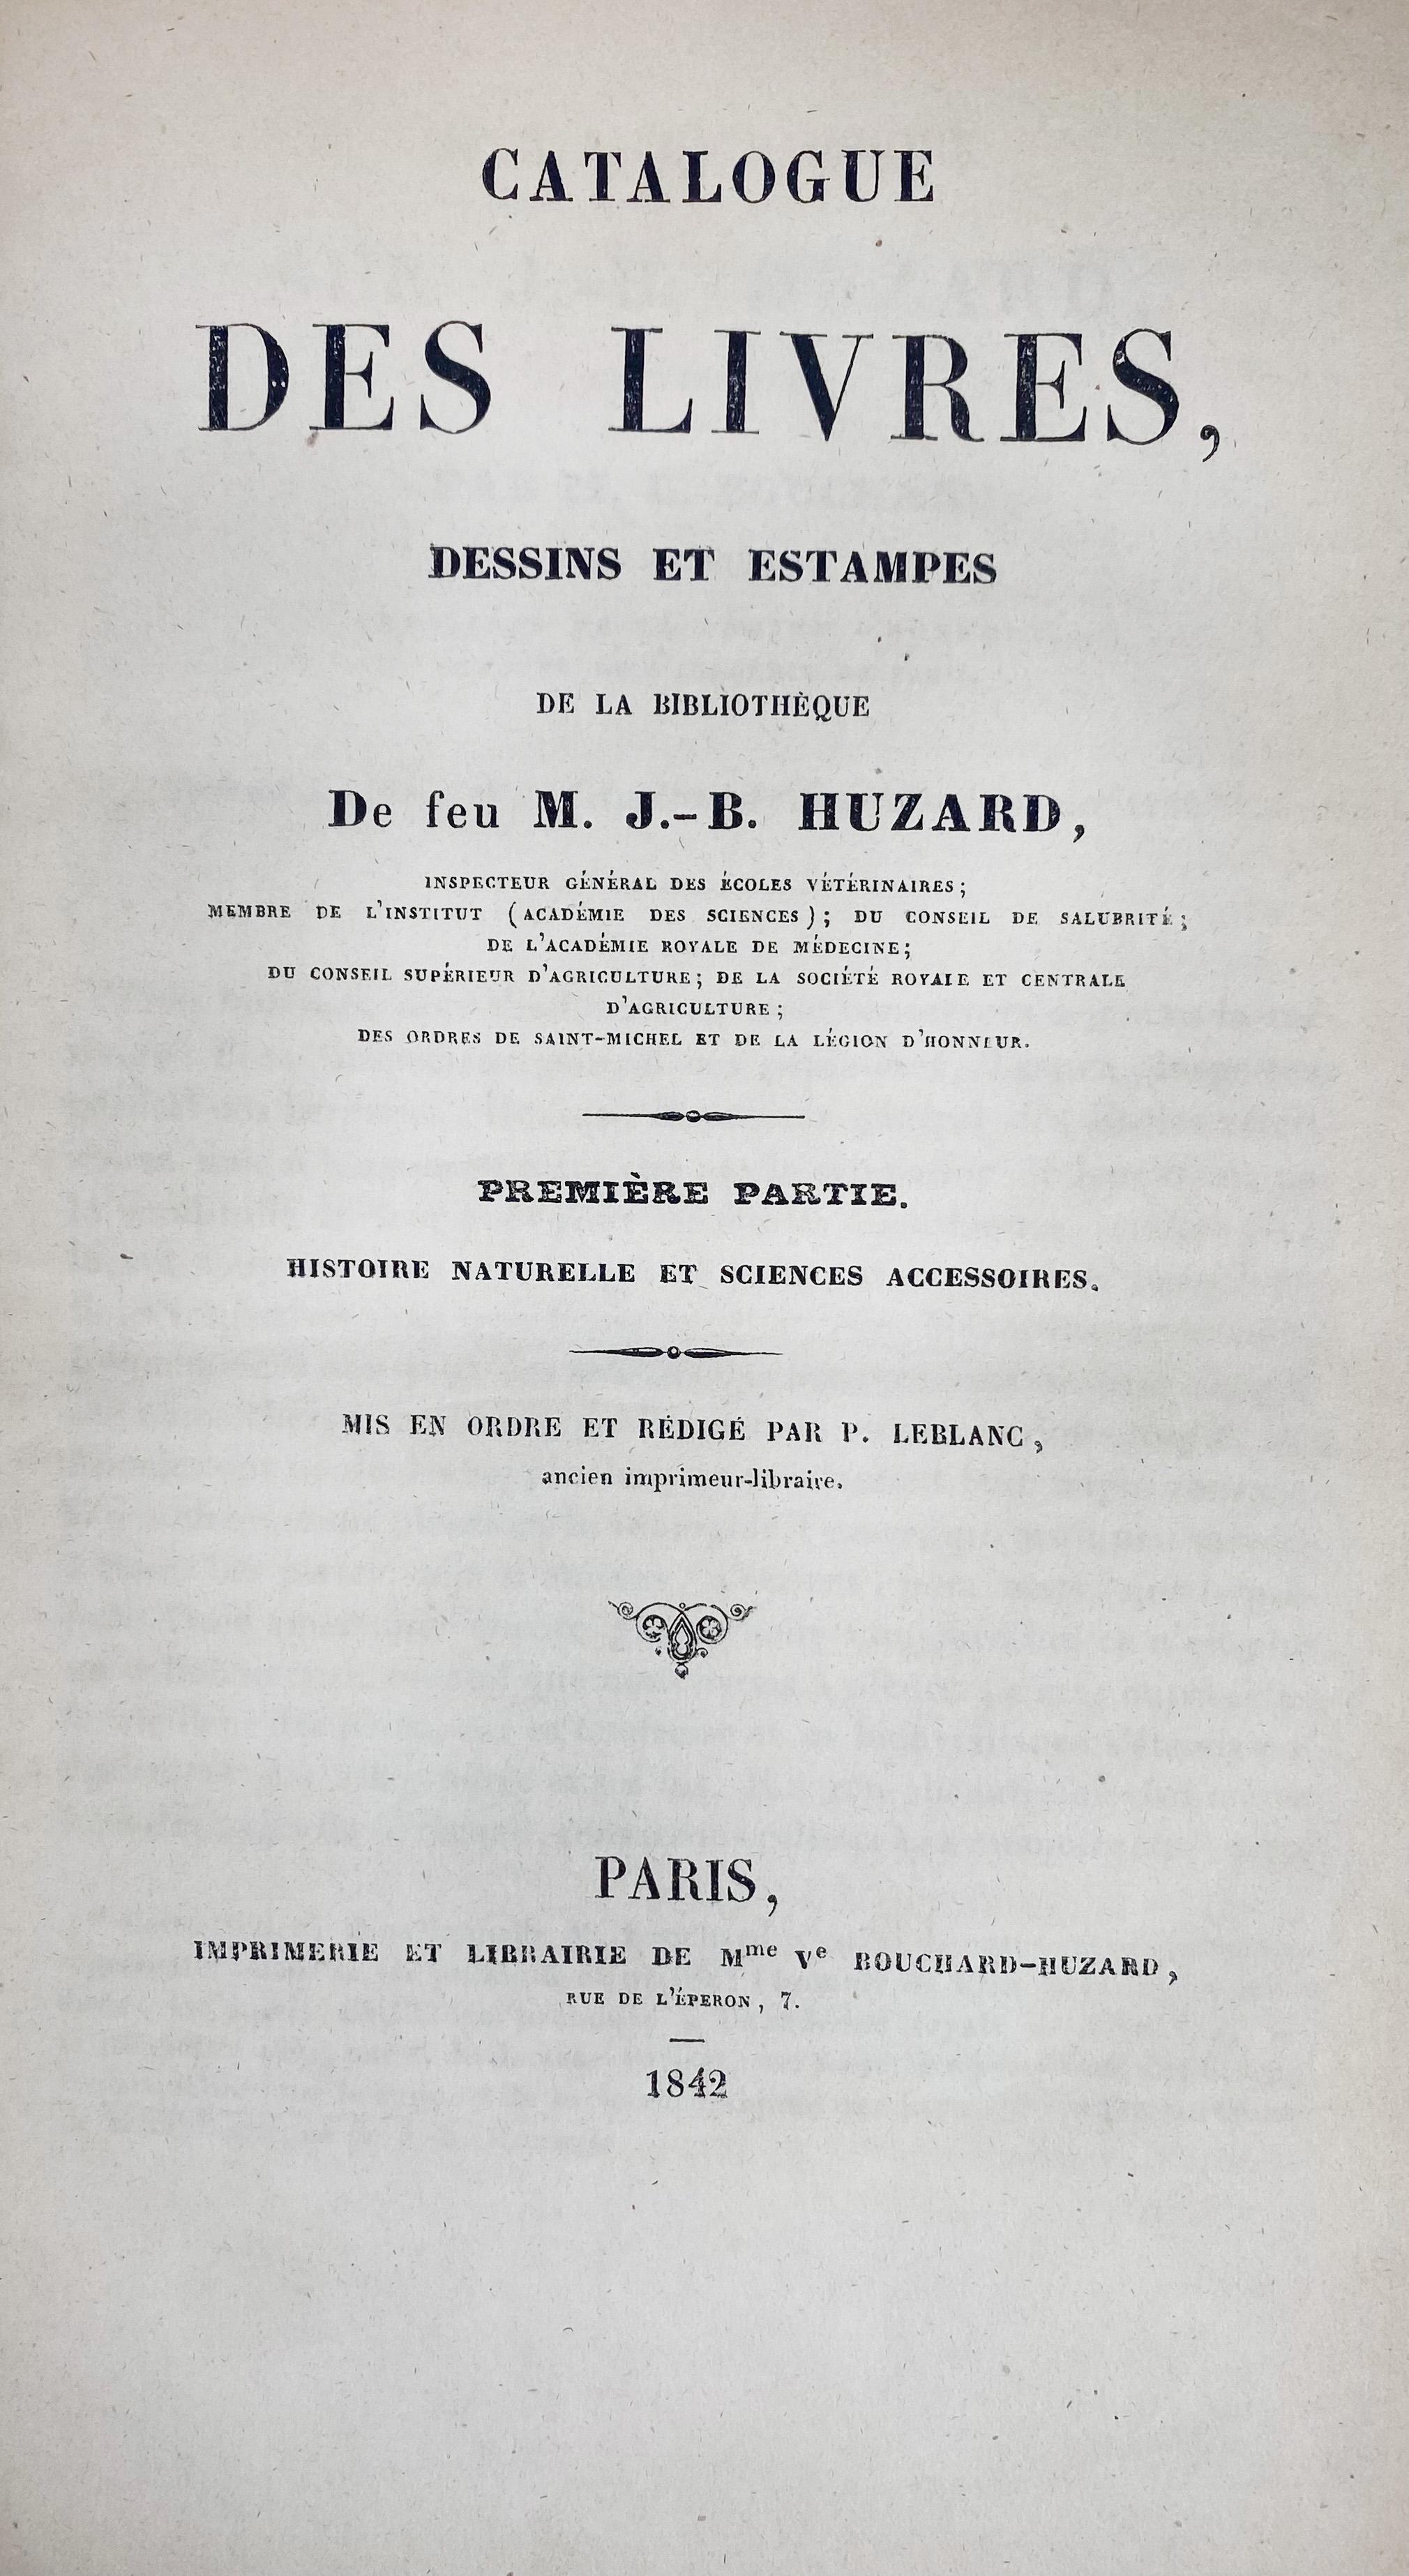 CATALOGUE
DES LIVRES,
DESSINS ET ESTAMPES
DE LA BIBLIOTHÈQUE
De feu M. J.-B. HUZARD,
INSPECTEUR GÉNÉRAL DES ÉCOLES VÉTÉRINAIRES;
MEMBRE DE L'INSTITUT (ACADÉMIE DES SCIENCES); DU CONSEIL DE SALUBRITÉ;
DE L'ACADÉMIE ROYALE DE MÉDECINE;
DU CONSEIL SUPÉRIEUR D'AGRICULTURE; DE LA SOCIÉTÉ ROYALE ET CENTRALE
D'AGRICULTURE;
DES ORDRES DE SAINT-MICHEL ET DE LA LÉGION D'HONNEUR.
PREMIÈRE PARTIE.
HISTOIRE NATURELLE ET SCIENCES ACCESSOIRES.
MIS EN ORDRE ET RÉDIGÉ PAR P. LEBLANC,
ancien imprimeur-libraire.
PARIS,
IMPRIMERIE ET LIBRAIRIE DE Mme Ve BOUCHARD-HUZARD,
RUE DE L'ÉPERON, 7.
1842